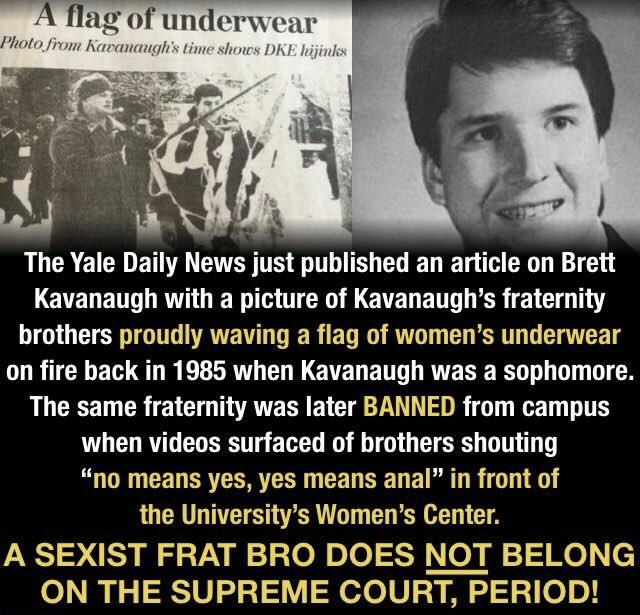 A flag of underwear
Photo from Kavanaugh's time shows DKE hijinks
The Yale Daily News just published an article on Brett
Kavanaugh with a picture of Kavanaugh's fraternity
brothers proudly waving a flag of women's underwear
on fire back in 1985 when Kavanaugh was a sophomore.
The same fraternity was later BANNED from campus
when videos surfaced of brothers shouting
“no means yes, yes means anal” in front of
the University's Women's Center.
A SEXIST FRAT BRO DOES NOT BELONG
ON THE SUPREME COURT, PERIOD!